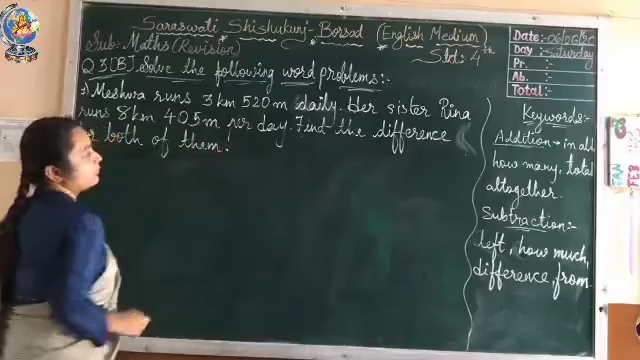 Saraswati Shishukunj Borsad (English Medium)
Sub: Maths (Revision)
Std: 4th
Date:
Day: Saturday
Pr. :
Ab. :
Total:
Q 3 [B] Solve the following word problems:-
Meshwa runs 3 km 520 m daily. Her sister Rina
runs 8 km 405 m per day. Find the difference
both of them.
Keywords:-
Addition → in all
how many, total
altogether.
Subtraction:-
left, how much,
difference, from.
FEB